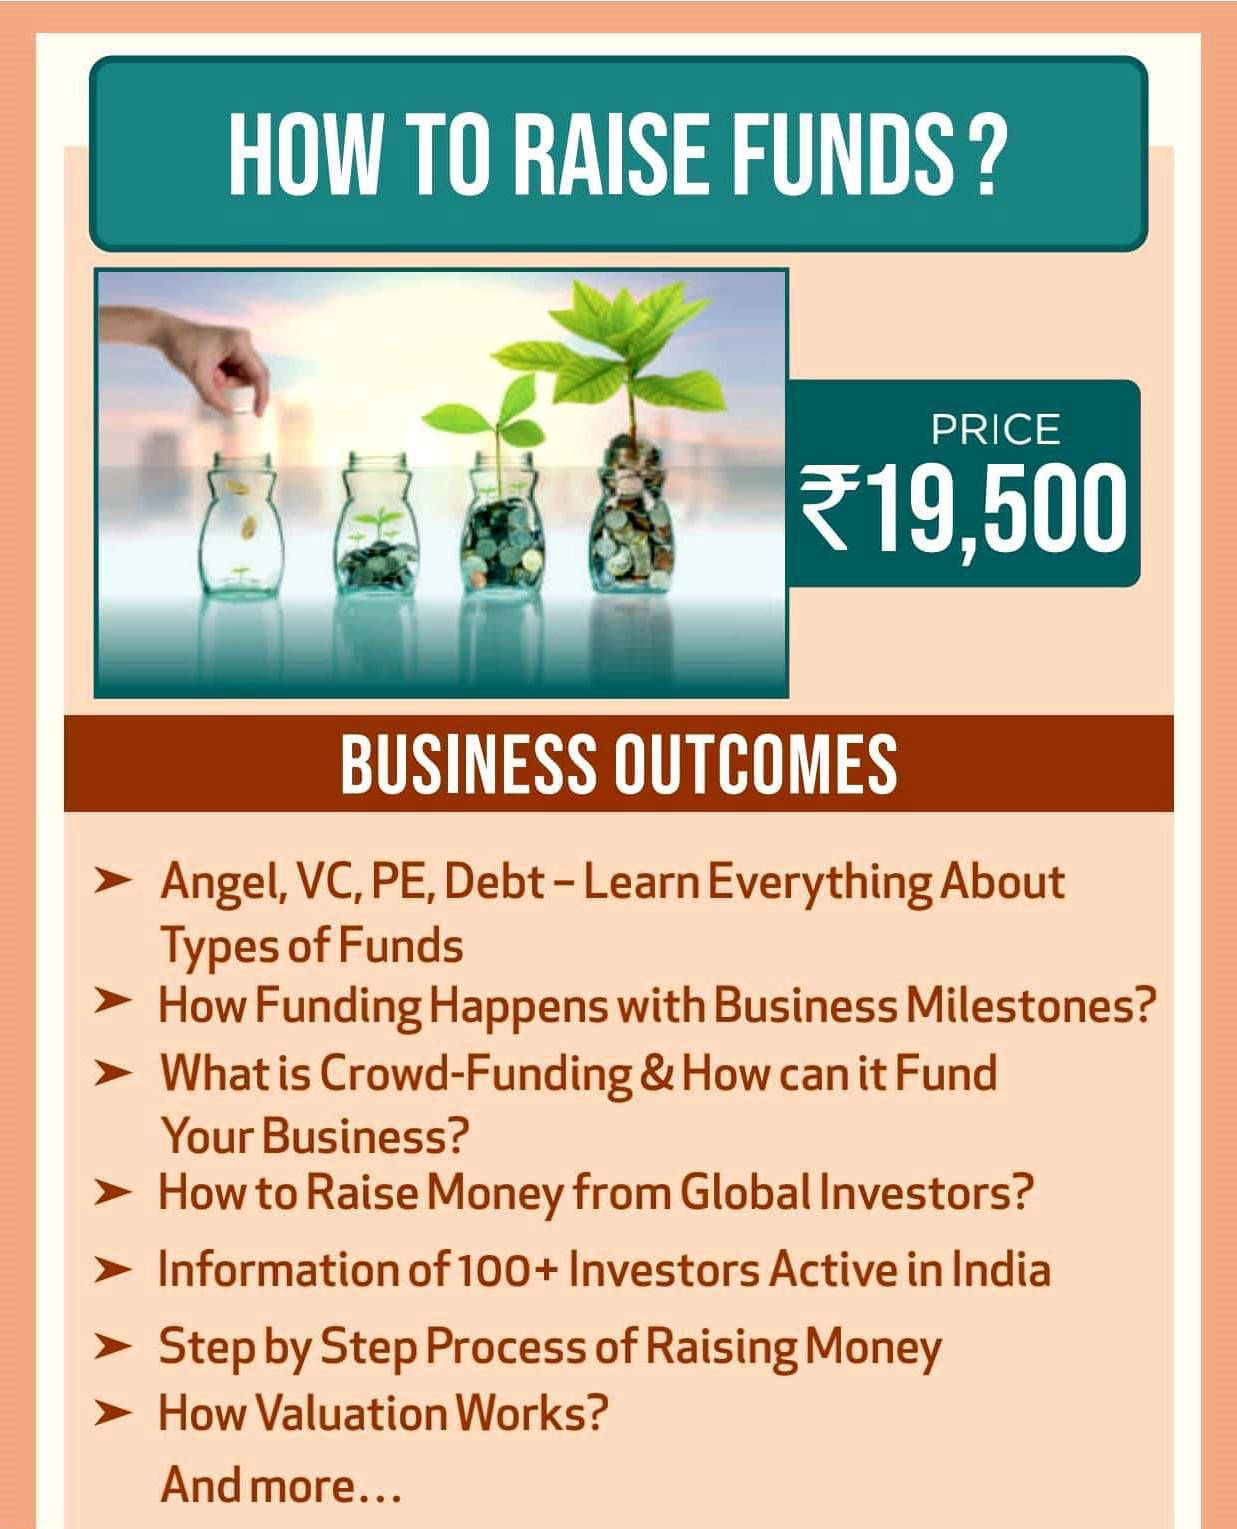 HOW TO RAISE FUNDS?
PRICE
₹19,500
BUSINESS OUTCOMES
➤ Angel, VC, PE, Debt – Learn Everything About
Types of Funds
➤ How Funding Happens with Business Milestones?
➤ What is Crowd-Funding & How can it Fund
Your Business?
➤ How to Raise Money from Global Investors?
➤ Information of 100+ Investors Active in India
➤ Step by Step Process of Raising Money
➤ How Valuation Works?
And more...